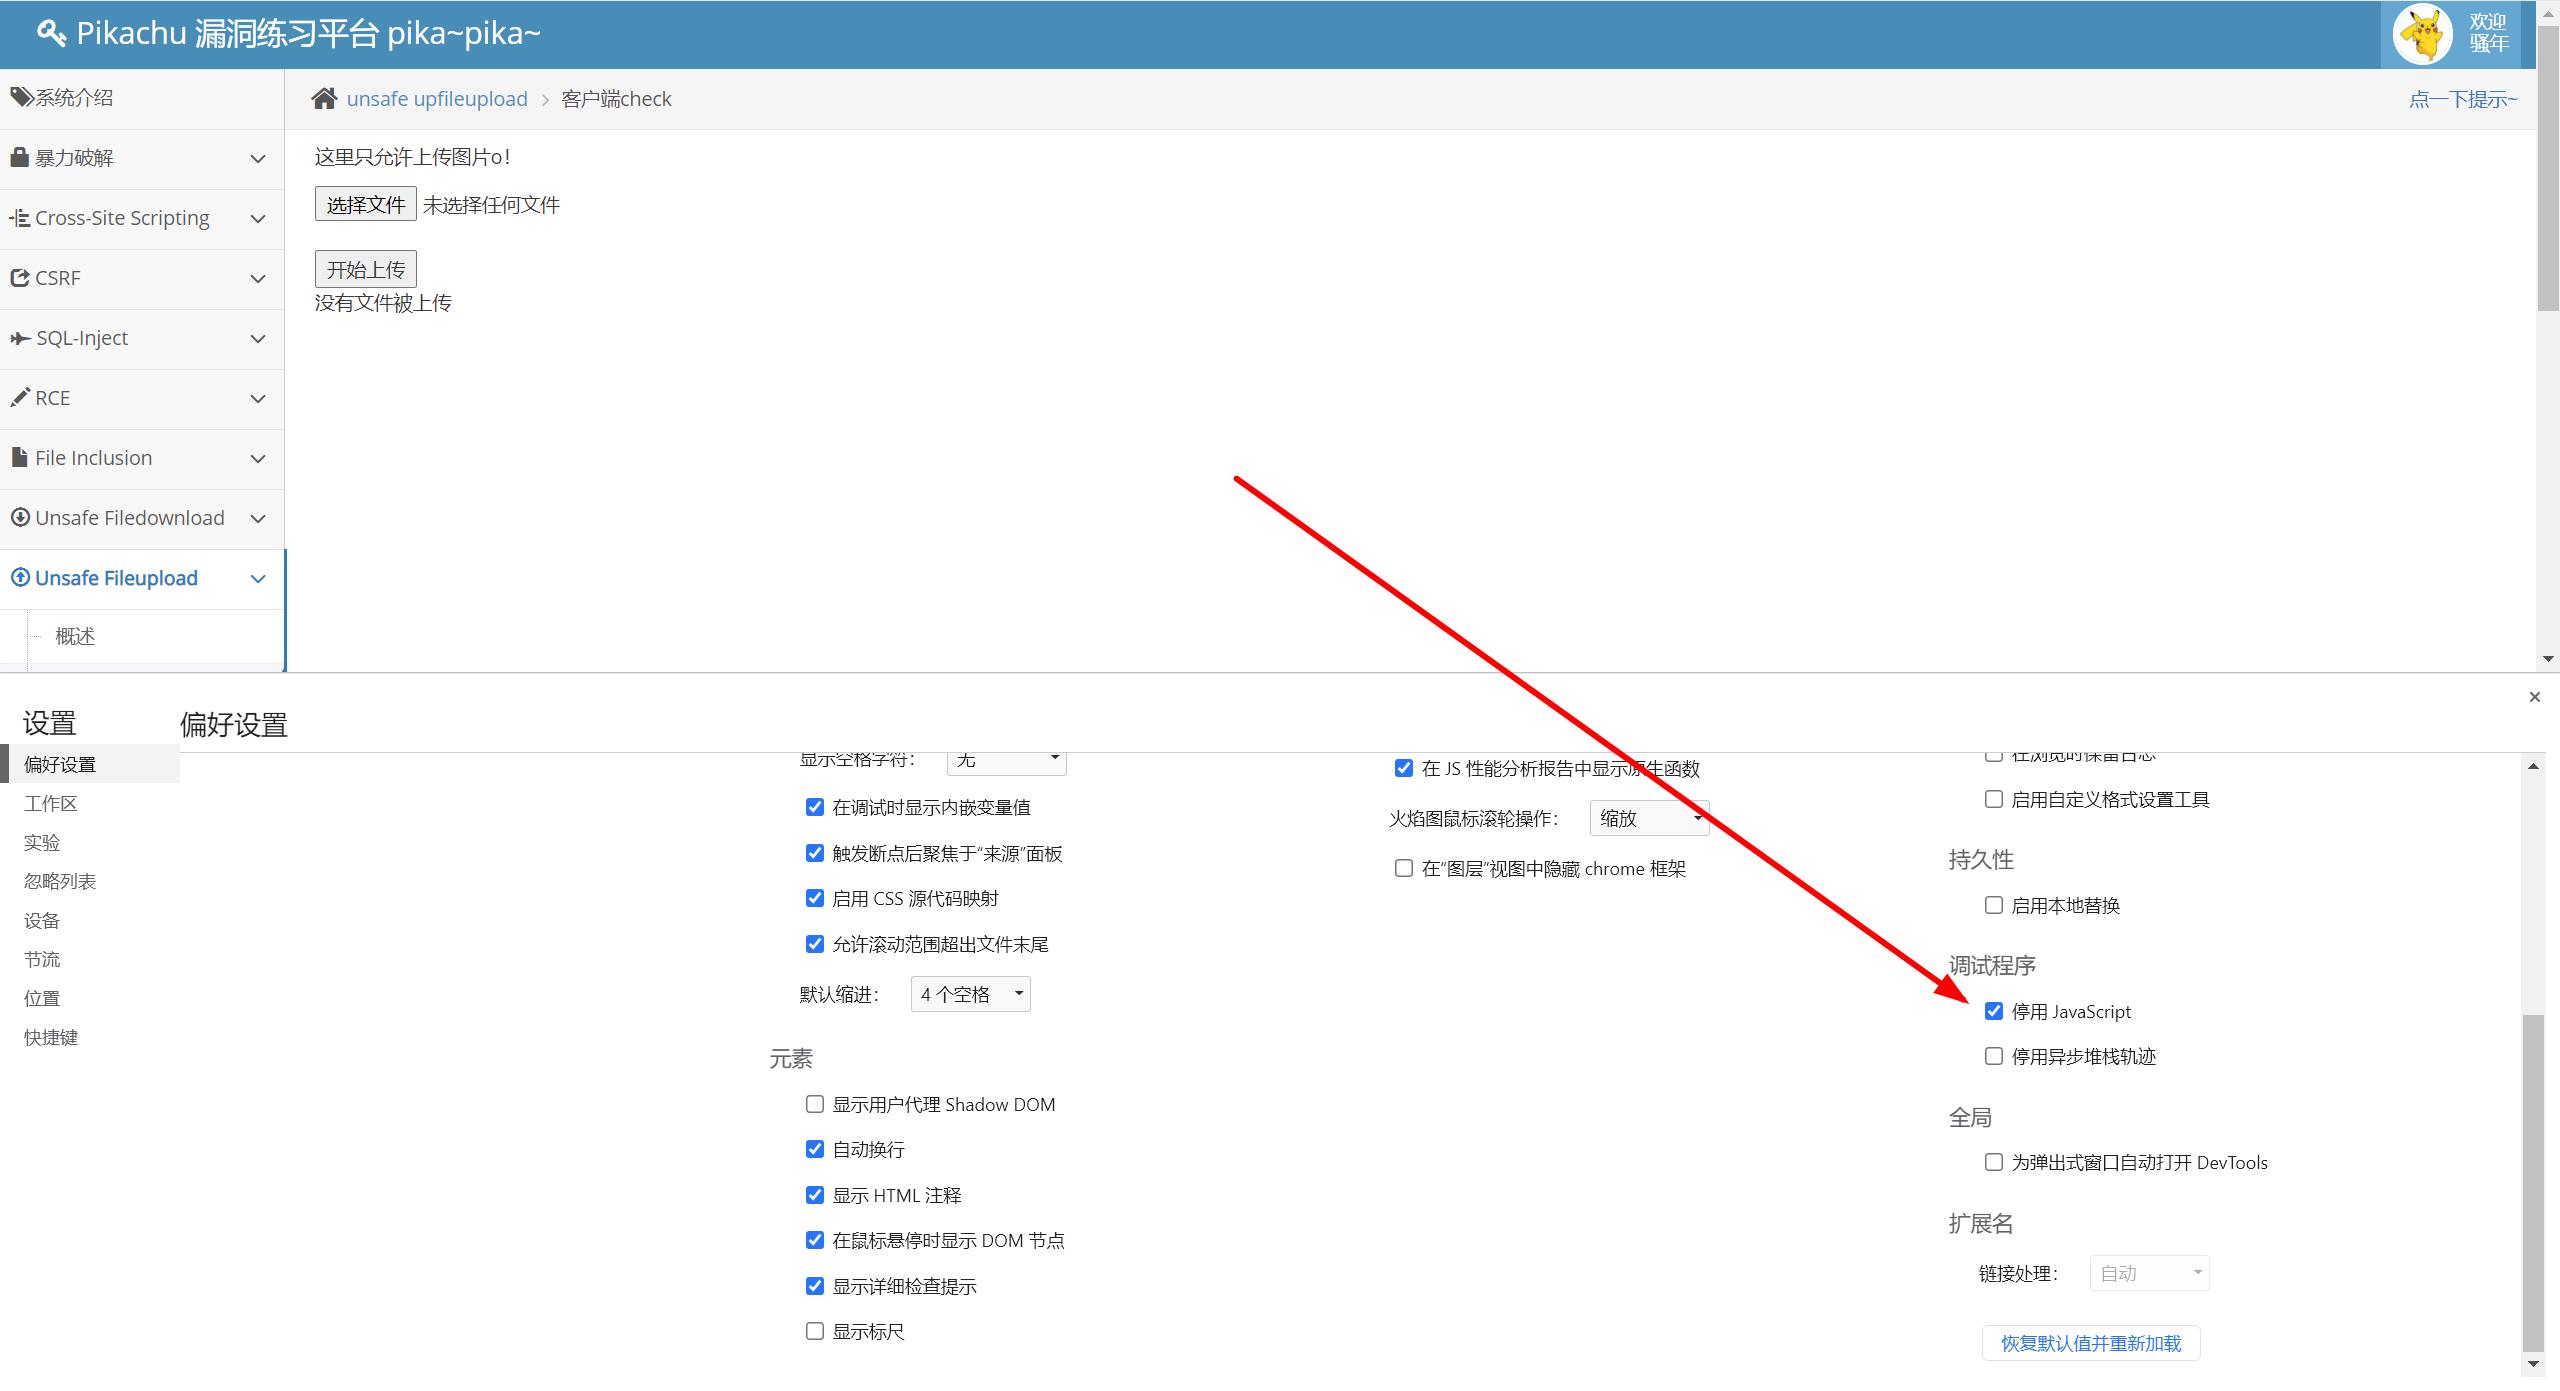 Pikachu 漏洞练习平台 pika~pika~
欢迎
骚年
系统介绍
暴力破解
Cross-Site Scripting
CSRF
SQL-Inject
RCE
File Inclusion
Unsafe Filedownload
Unsafe Fileupload
概述
unsafe upfileupload
客户端check
点一下提示~
这里只允许上传图片o!
选择文件 未选择任何文件
开始上传
没有文件被上传
设置
偏好设置
工作区
实验
忽略列表
设备
节流
位置
快捷键
偏好设置
显示空格字符: 无
在调试时显示内嵌变量值
触发断点后聚焦于“来源”面板
启用 CSS 源代码映射
允许滚动范围超出文件末尾
默认缩进: 4 个空格
元素
显示用户代理 Shadow DOM
自动换行
显示 HTML 注释
在鼠标悬停时显示 DOM 节点
显示详细检查提示
显示标尺
在 JS 性能分析报告中显示原生函数
火焰图鼠标滚轮操作: 缩放
在“图层”视图中隐藏 chrome 框架
在浏览时保留日志
启用自定义格式设置工具
持久性
启用本地替换
调试程序
停用 JavaScript
停用异步堆栈轨迹
全局
为弹出式窗口自动打开 DevTools
扩展名
链接处理: 自动
恢复默认值并重新加载